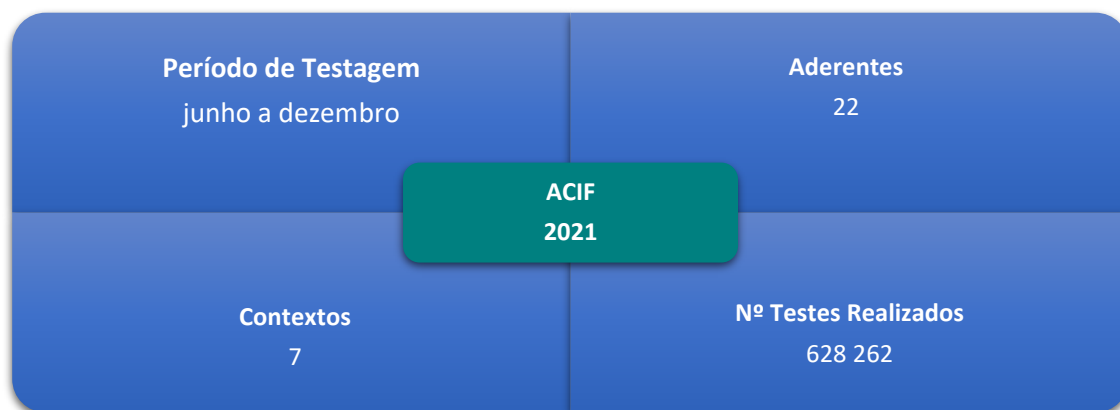 Período de Testagem
junho a dezembro
Aderentes
22
ACIF
2021
Contextos
7
Nº Testes Realizados
628 262